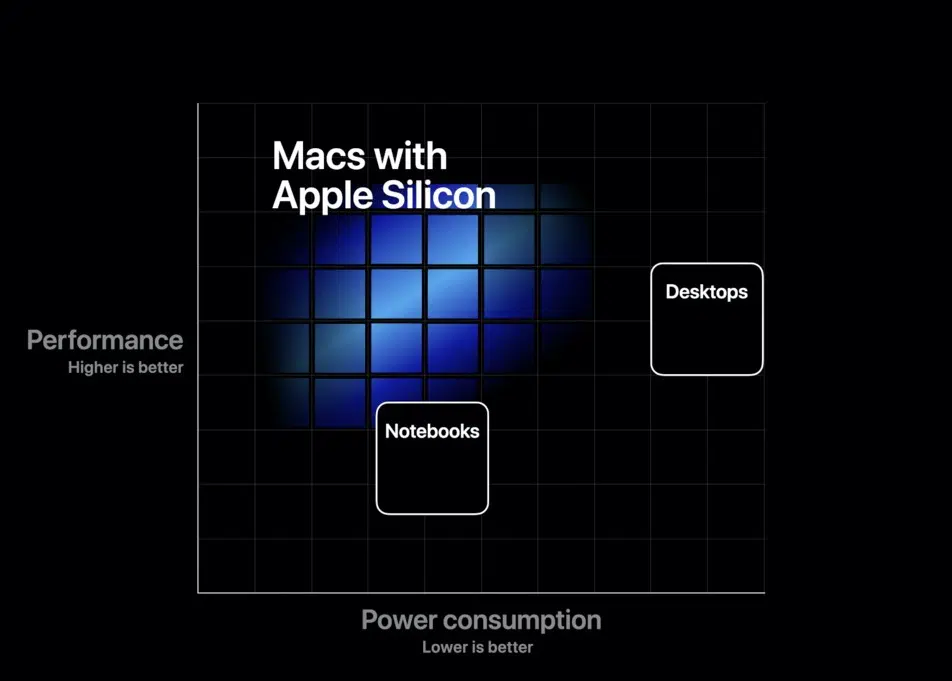 Macs with
Apple Silicon
Desktops
Performance
Higher is better
Notebooks
Power consumption
Lower is better